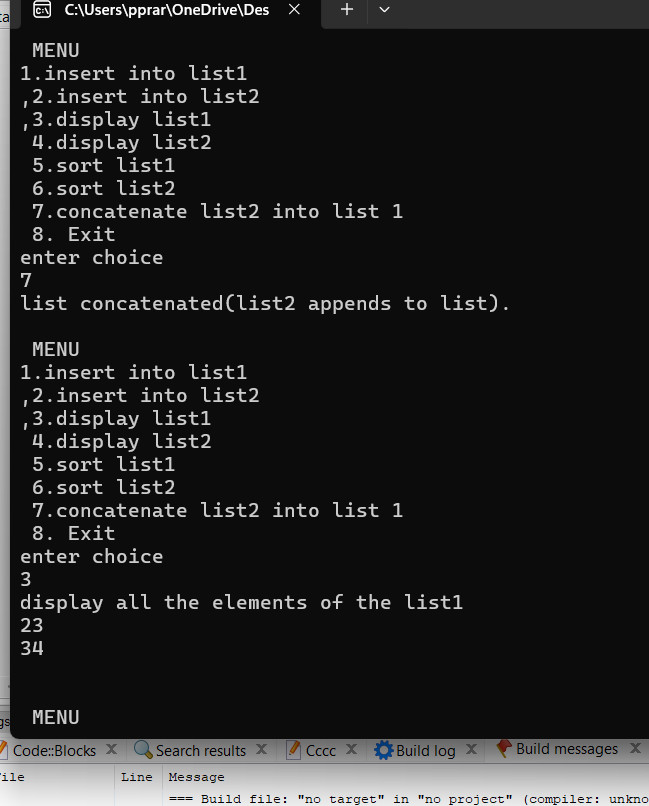 C:\Users\pprar\OneDrive\Des
MENU
1.insert into list1
,2.insert into list2
,3.display list1
4.display list2
5.sort list1
6.sort list2
7.concatenate list2 into list 1
8. Exit
enter choice
7
list concatenated(list2 appends to list).
MENU
1.insert into list1
,2.insert into list2
,3.display list1
4.display list2
5.sort list1
6.sort list2
7.concatenate list2 into list 1
8. Exit
enter choice
3
display all the elements of the list1
23
34
MENU
Code::Blocks Search results Cccc Build log Build messages
ile Line Message
=== Build file: "no target" in "no project" (compiler: unkno